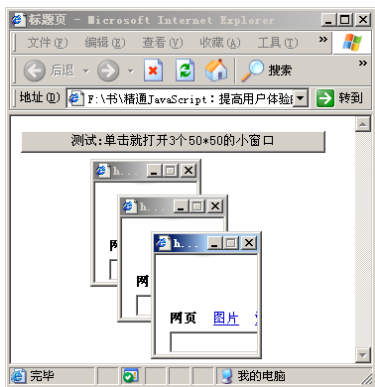 标题页 - Microsoft Internet Explorer
文件(F) 编辑(E) 查看(V) 收藏(A) 工具(T) »
后退 搜索 »
地址(D) F:\书\精通JavaScript：提高用户体验 转到
测试:单击就打开3个50*50的小窗口
h...
h...
h...
网
网页 图片
完毕 我的电脑